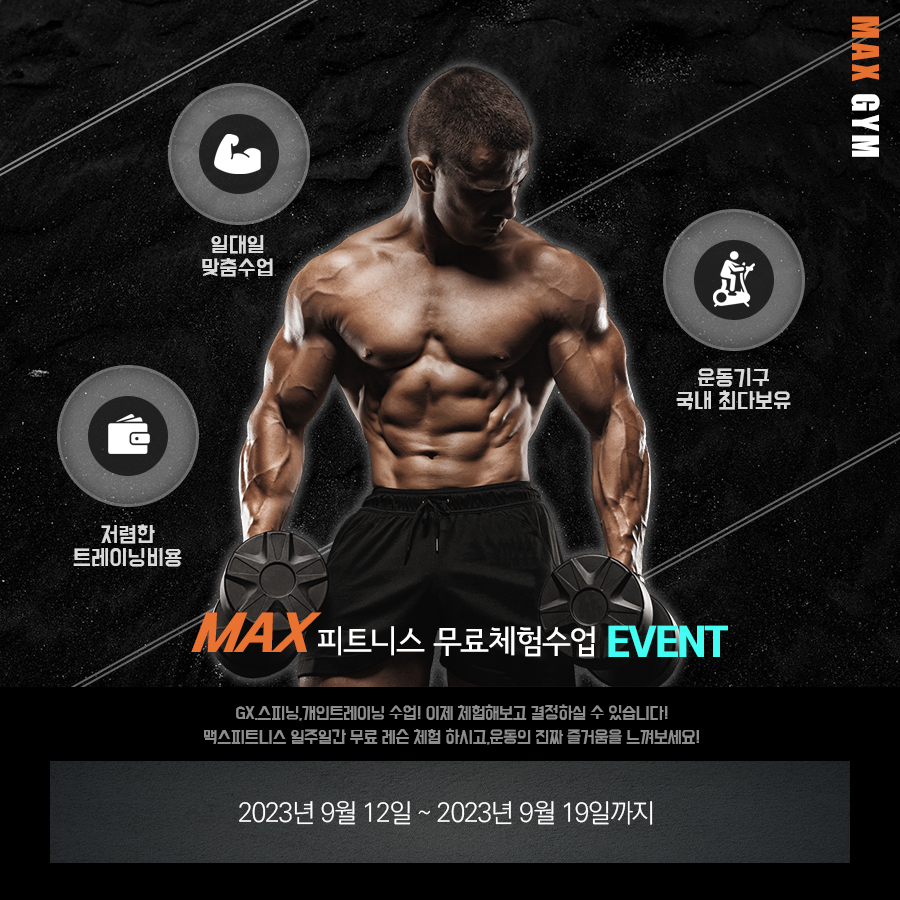 MAX GYM
일대일
맞춤수업
운동기구
국내 최다보유
저렴한
트레이닝비용
MAX 피트니스 무료체험수업 EVENT
GX,스피닝,개인트레이닝 수업! 이제 체험해보고 결정하실 수 있습니다!
맥스피트니스 일주일간 무료 레슨 체험 하시고,운동의 진짜 즐거움을 느껴보세요!
2023년 9월 12일 ~ 2023년 9월 19일까지